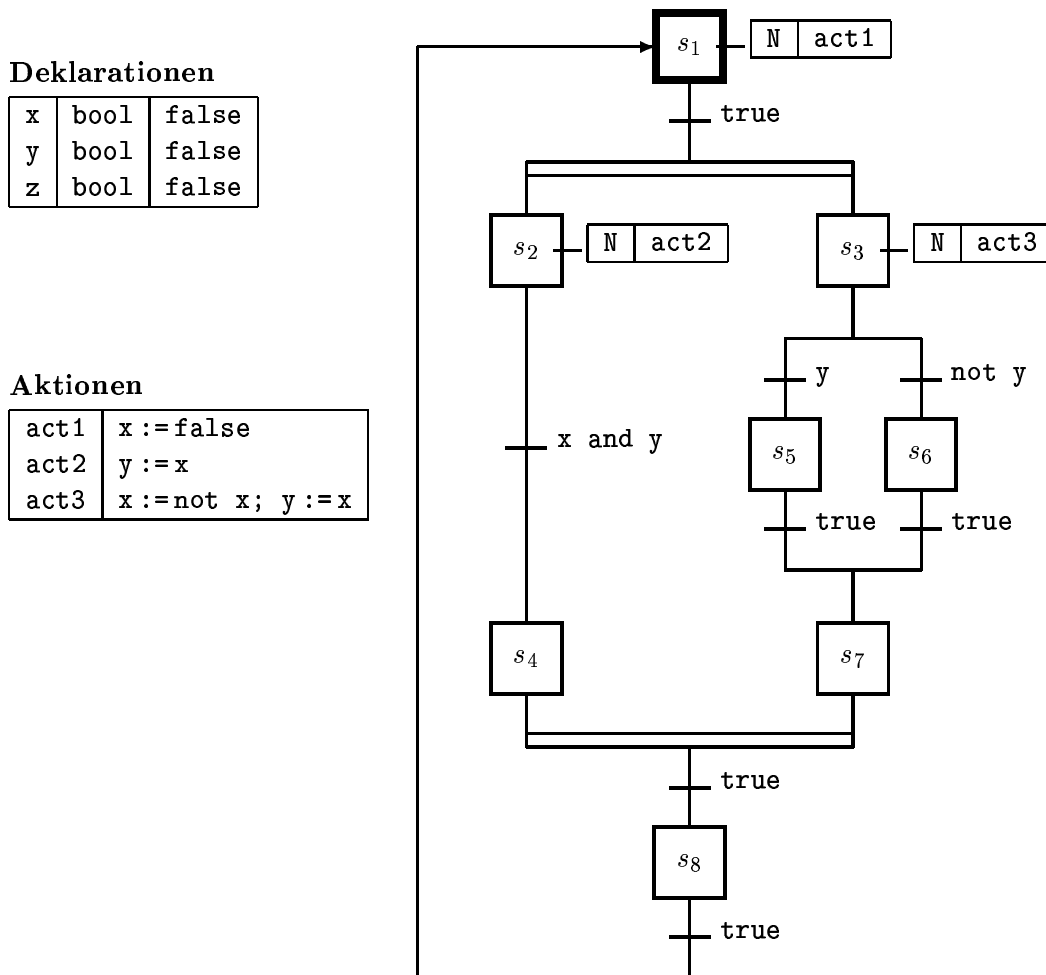 Deklarationen
x bool false
y bool false
z bool false
Aktionen
act1 x:=false
act2 y:=x
act3 x:=not x; y:=x
s1 N act1
true
s2 N act2
s3 N act3
y not y
x and y
s5 s6
true true
s4 s7
true
s8
true